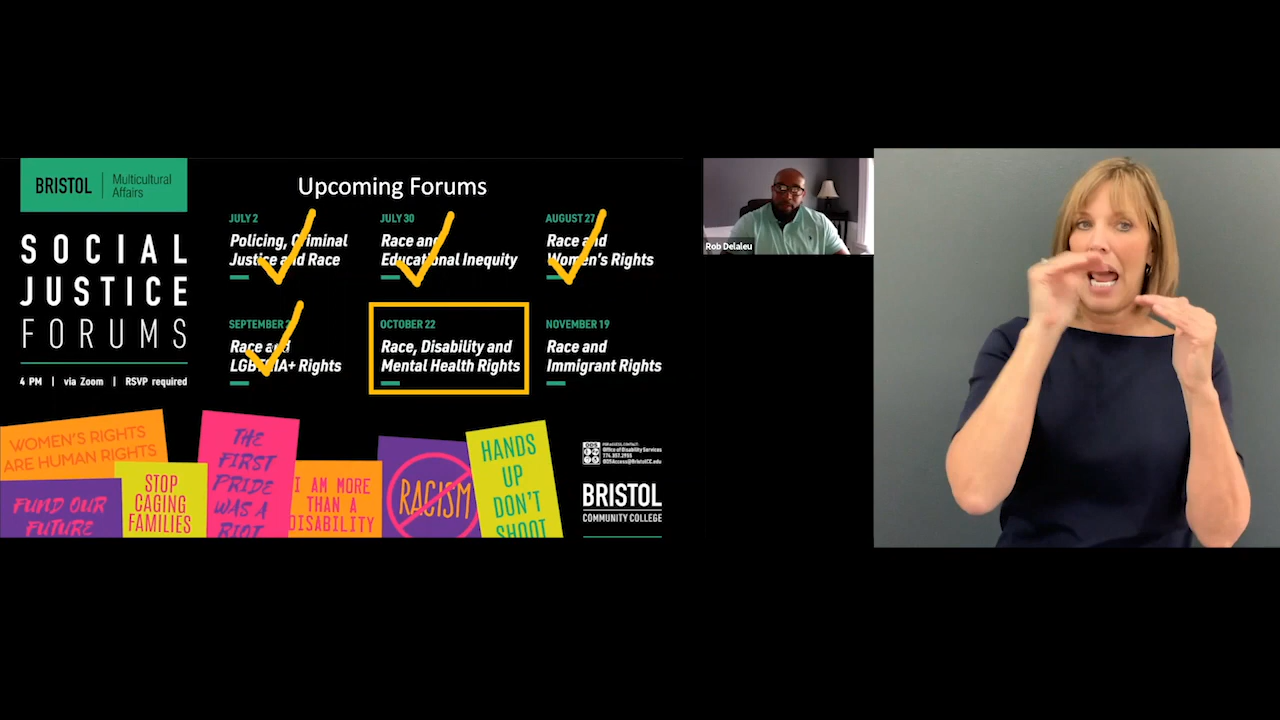 BRISTOL
Multicultural
Affairs
SOCIAL
JUSTICE
FORUMS
4 PM | via Zoom | RSVP required
Upcoming Forums
JULY 2
Policing, Criminal
Justice and Race
JULY 30
Race and
Educational Inequity
AUGUST 27
Race and
Women's Rights
SEPTEMBER
Race and
Rights
OCTOBER 22
Race, Disability and
Mental Health Rights
NOVEMBER 19
Race and
Immigrant Rights
WOMEN'S RIGHTS
ARE HUMAN RIGHTS
FUND OUR
FUTURE
STOP
CAGING
FAMILIES
THE
FIRST
PRIDE
WAS A
RIOT
I AM MORE
THAN A
DISABILITY
RACISM
HANDS
UP
DON'T
SHOOT
ODS
Office of Disability Services
BRISTOL
COMMUNITY COLLEGE
Rob Delaleu